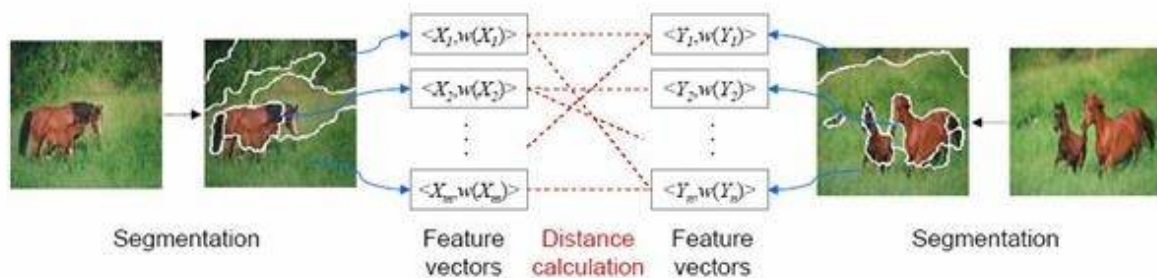 <X₁,w(X₁)>
<Y₁,w(Y₁)>
<X₂,w(X₂)>
<Y₂,w(Y₂)>
<Xₘ,w(Xₘ)>
<Yₙ,w(Yₙ)>
Segmentation
Feature
vectors
Distance
calculation
Feature
vectors
Segmentation